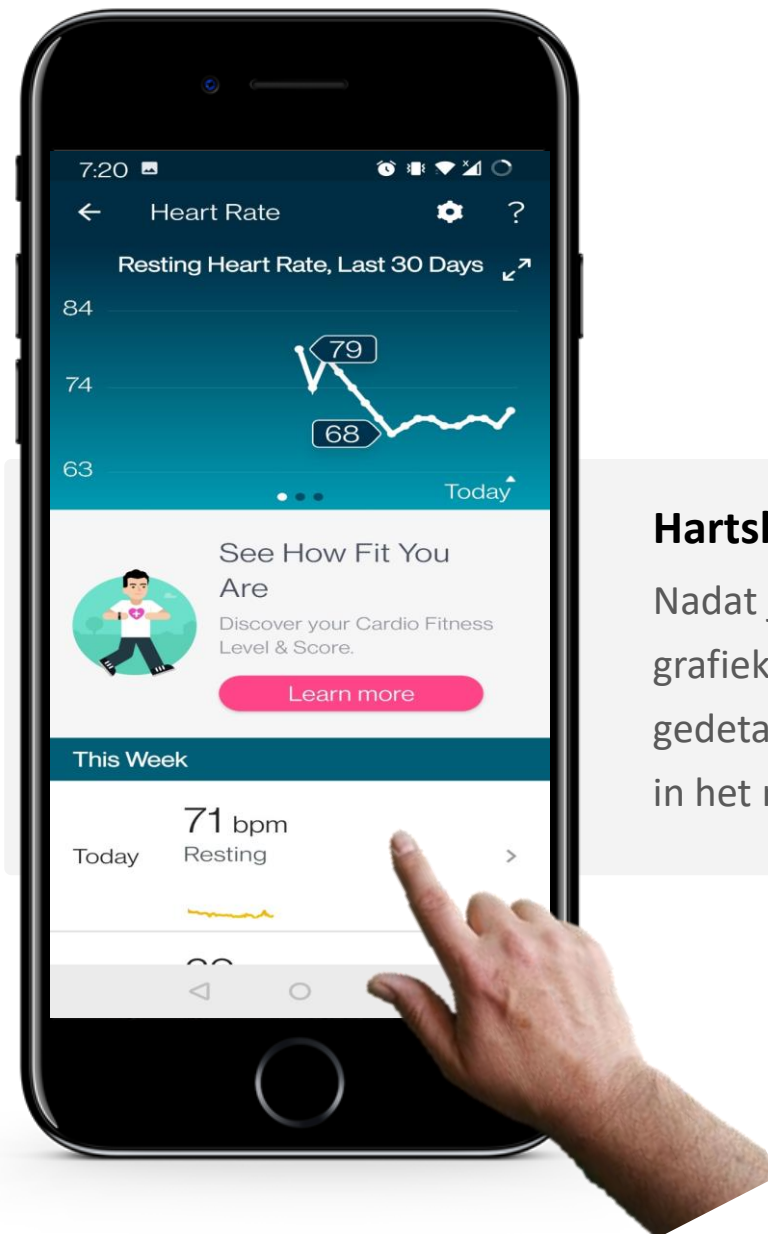 7:20
Heart Rate
?
Resting Heart Rate, Last 30 Days
84
79
74
68
63
Today
See How Fit You
Are
Discover your Cardio Fitness
Level & Score.
Learn more
This Week
71 bpm
Today
Resting
Nadat
grafiek
in het